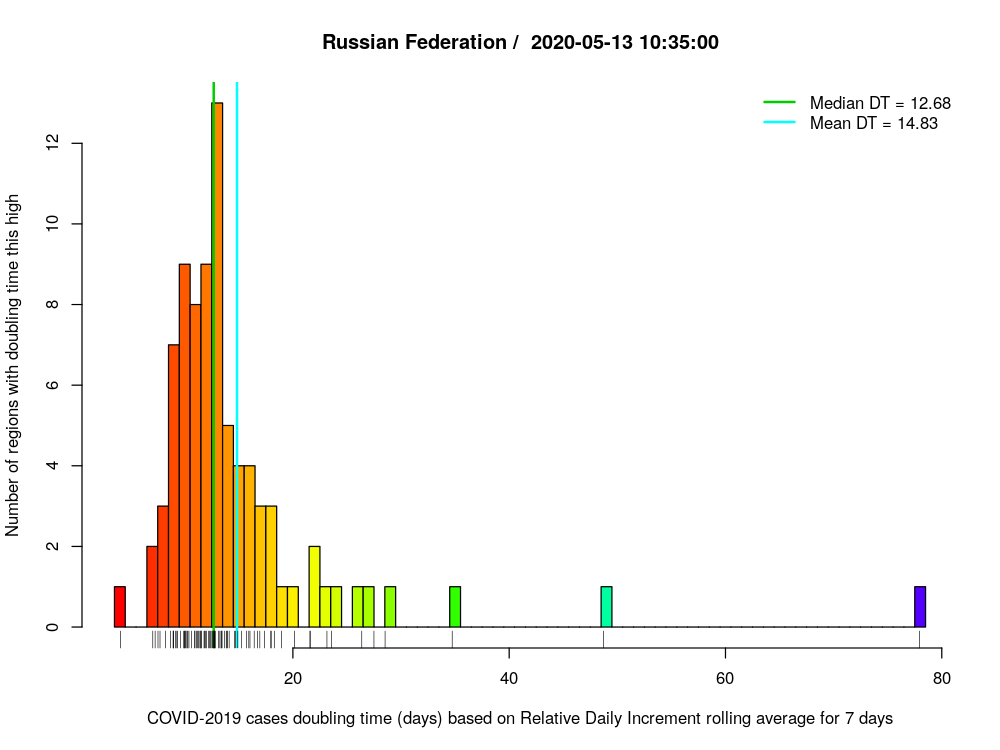 Russian Federation /  2020-05-13 10:35:00
Median DT = 12.68
Mean DT = 14.83
Number of regions with doubling time this high
12
10
8
6
4
2
0
20 40 60 80
COVID-2019 cases doubling time (days) based on Relative Daily Increment rolling average for 7 days